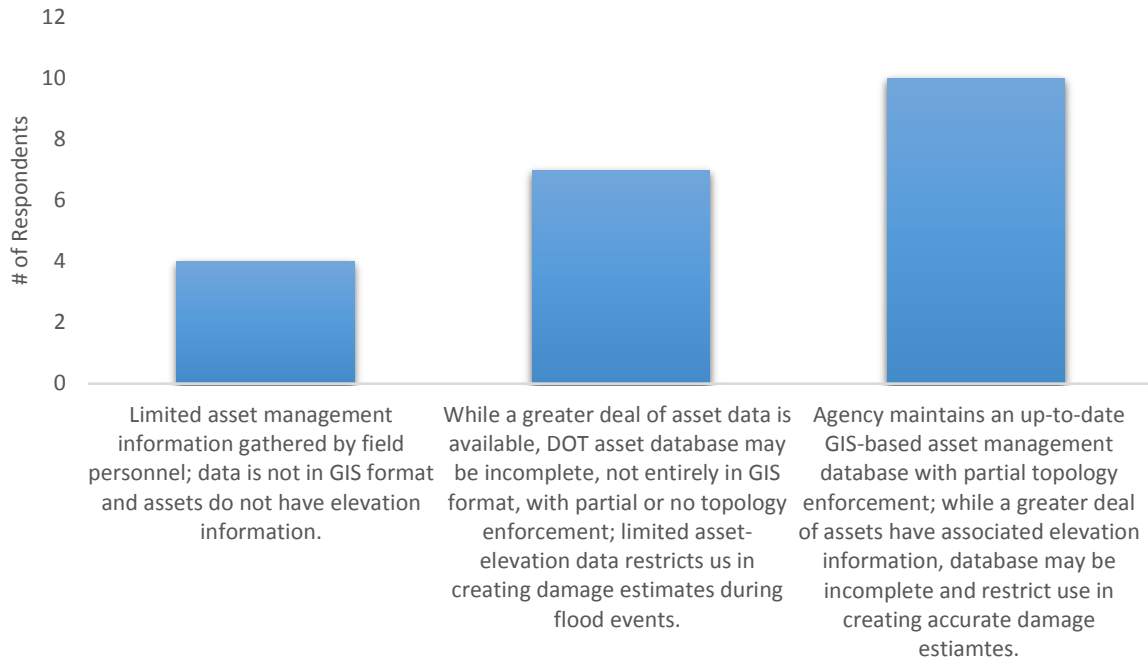 12
10
8
6
4
2
0
# of Respondents
Limited asset management
information gathered by field
personnel; data is not in GIS format
and assets do not have elevation
information.
While a greater deal of asset data is
available, DOT asset database may
be incomplete, not entirely in GIS
format, with partial or no topology
enforcement; limited asset-
elevation data restricts us in
creating damage estimates during
flood events.
Agency maintains an up-to-date
GIS-based asset management
database with partial topology
enforcement; while a greater deal
of assets have associated elevation
information, database may be
incomplete and restrict use in
creating accurate damage
estiamtes.